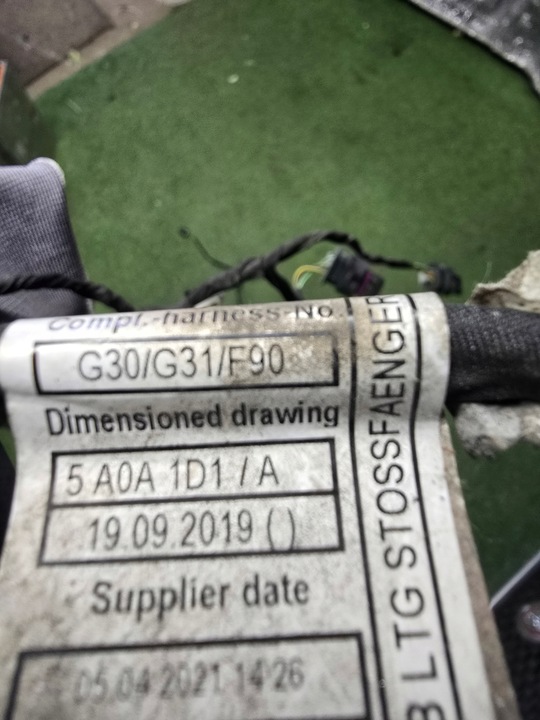 Compl.-harness-No
G30/G31/F90
Dimensioned drawing
5 A0A 1D1 / A
19.09.2019 ( )
Supplier date
05.04.2021 14:26
B LTG STOSSFAENGER